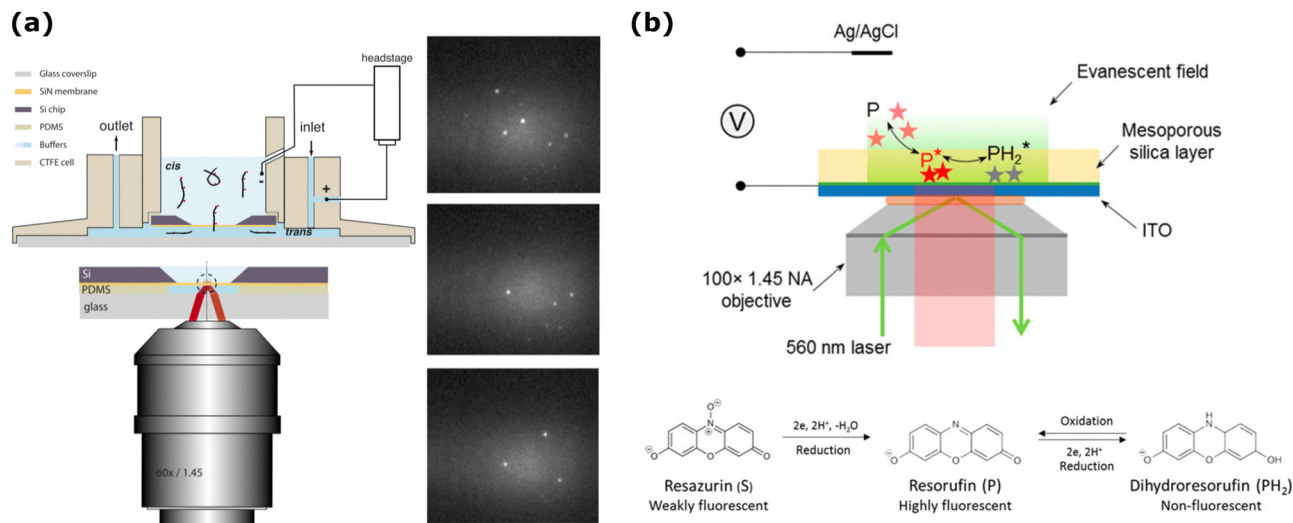 (a)
Glass coverslip
SiN membrane
Si chip
PDMS
Buffers
CTFE cell
outlet
inlet
headstage
cis
-
+
trans
Si
PDMS
glass
60x / 1.45
(b)
Ag/AgCl
Evanescent field
P
V
P*
PH2*
Mesoporous
silica layer
ITO
100× 1.45 NA
objective
560 nm laser
O⊖
N
⊕
⊖O
O
O
2e, 2H⁺, -H₂O
Reduction
N
⊖O
O
O
Oxidation
2e, 2H⁺
Reduction
H
N
⊖O
O
OH
Resazurin (S)
Weakly fluorescent
Resorufin (P)
Highly fluorescent
Dihydroresorufin (PH₂)
Non-fluorescent